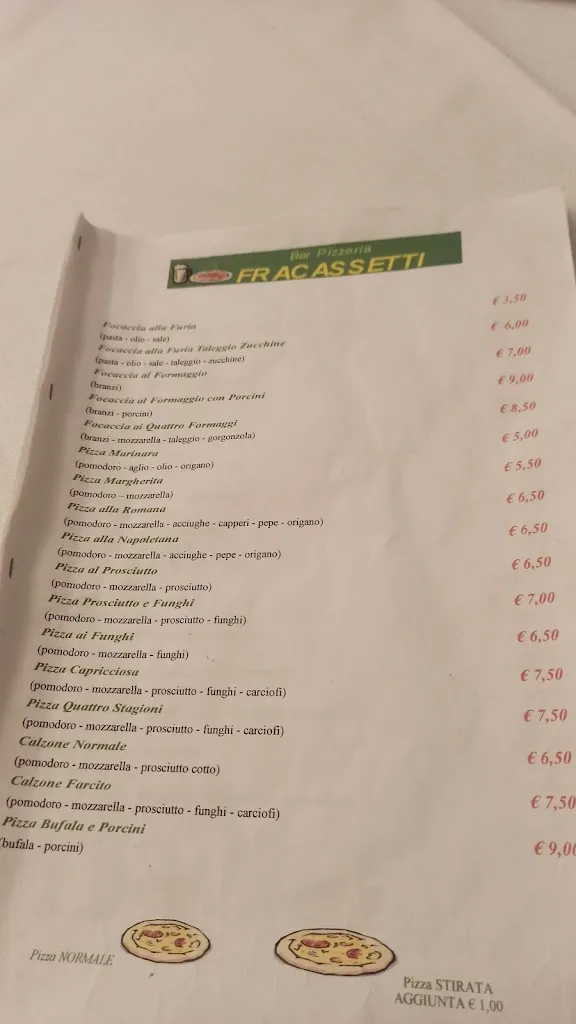 Bar Pizzeria
FRACASSETTI
Focaccia alla Furia € 3,50
(pasta - olio - sale)
Focaccia alla Furia Taleggio Zucchine € 6,00
(pasta - olio - sale - taleggio - zucchine)
Focaccia al Formaggio € 7,00
(branzi)
Focaccia al Formaggio con Porcini € 9,00
(branzi - porcini)
Focaccia ai Quattro Formaggi € 8,50
(branzi - mozzarella - taleggio - gorgonzola)
Pizza Marinara € 5,00
(pomodoro - aglio - olio - origano)
Pizza Margherita € 5,50
(pomodoro – mozzarella)
Pizza alla Romana € 6,50
(pomodoro - mozzarella - acciughe - capperi - pepe - origano)
Pizza alla Napoletana € 6,50
(pomodoro - mozzarella - acciughe - pepe - origano)
Pizza al Prosciutto € 6,50
(pomodoro - mozzarella - prosciutto)
Pizza Prosciutto e Funghi € 7,00
(pomodoro - mozzarella - prosciutto - funghi)
Pizza ai Funghi € 6,50
(pomodoro - mozzarella - funghi)
Pizza Capricciosa € 7,50
(pomodoro - mozzarella - prosciutto - funghi - carciofi)
Pizza Quattro Stagioni € 7,50
(pomodoro - mozzarella - prosciutto - funghi - carciofi)
Calzone Normale € 6,50
(pomodoro - mozzarella - prosciutto cotto)
Calzone Farcito € 7,50
(pomodoro - mozzarella - prosciutto - funghi - carciofi)
Pizza Bufala e Porcini € 9,00
(bufala - porcini)
Pizza NORMALE
Pizza STIRATA
AGGIUNTA € 1,00